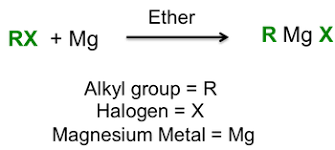 Ether
RX + Mg R Mg X
Alkyl group = R
Halogen = X
Magnesium Metal = Mg